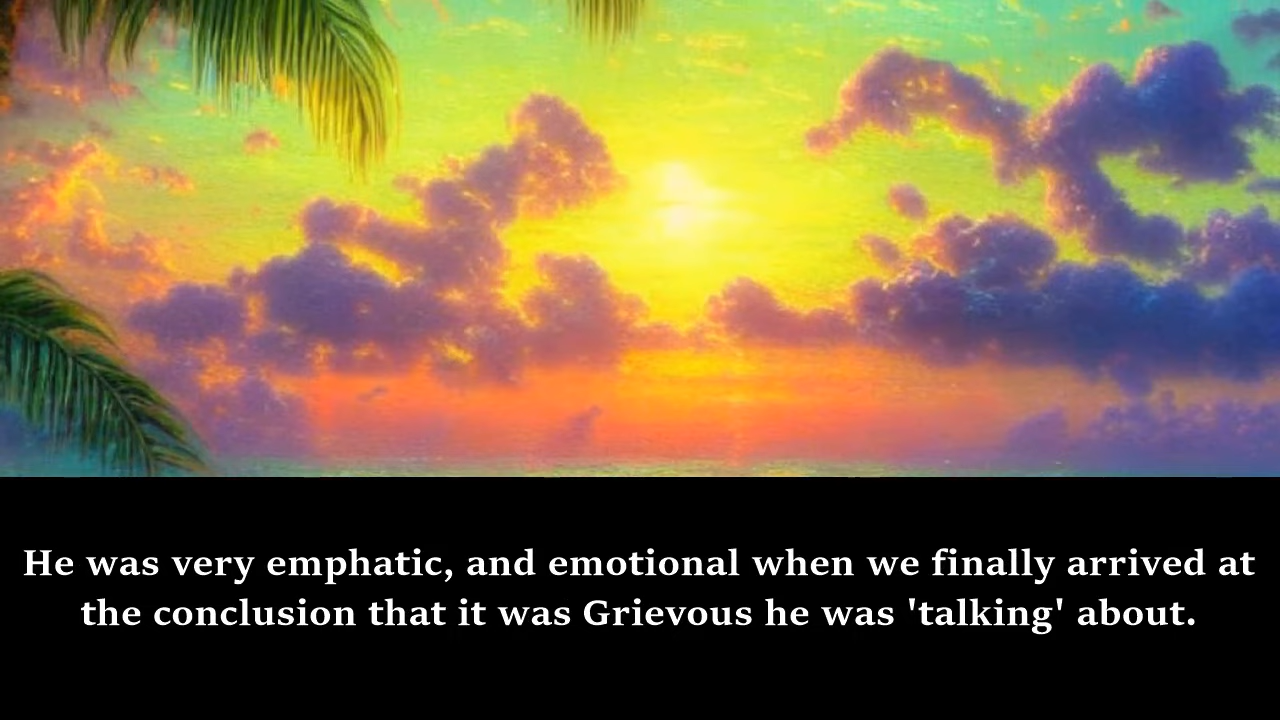 He was very emphatic, and emotional when we finally arrived at
the conclusion that it was Grievous he was 'talking' about.